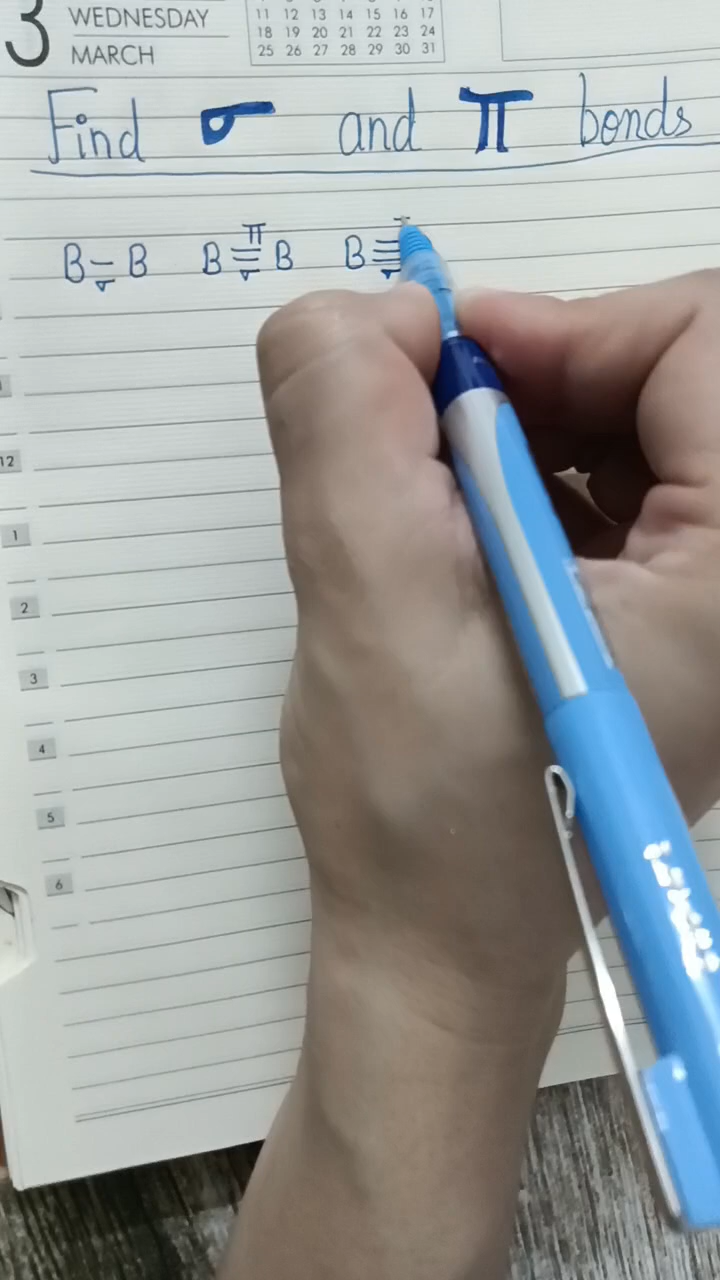 3 WEDNESDAY
MARCH
11 12 13 14 15 16 17
18 19 20 21 22 23 24
25 26 27 28 29 30 31
Find σ and π bonds
π
B = B B ≡ B B
σ σ
12
1
2
3
4
5
6